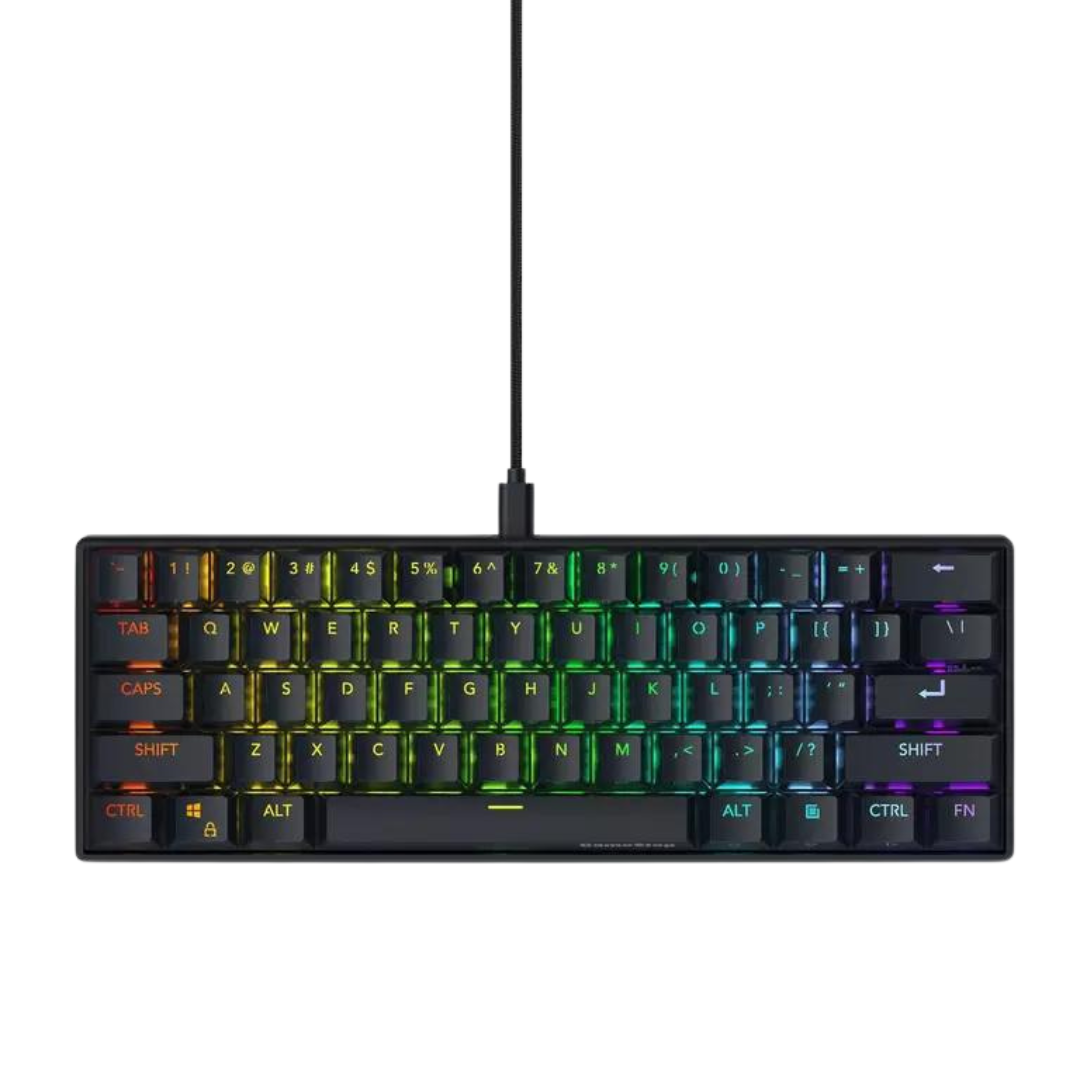 `~ 1! 2@ 3# 4$ 5% 6^ 7& 8* 9( 0) -_ =+ ←
TAB Q W E R T Y U I O P [{ ]} \|
CAPS A S D F G H J K L ;: '" ↵
SHIFT Z X C V B N M ,< .> /? SHIFT
CTRL ALT ALT CTRL FN
GameStop